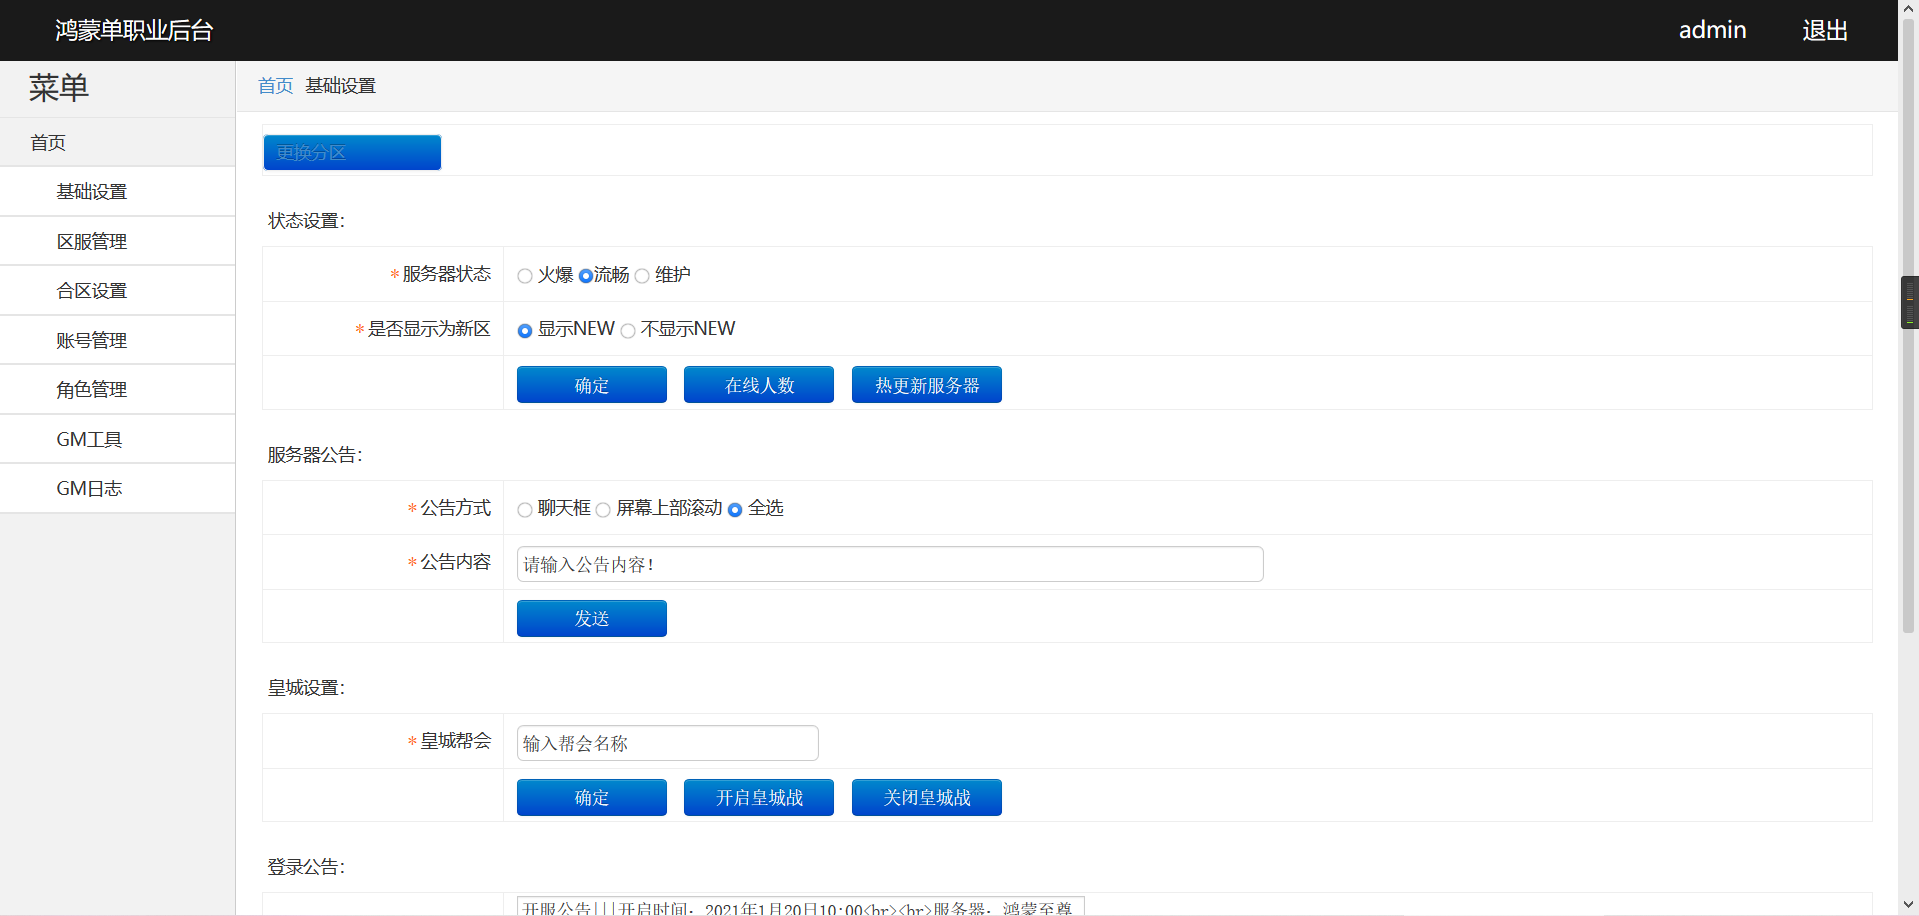 鸿蒙单职业后台
admin 退出
菜单
首页
基础设置
区服管理
合区设置
账号管理
角色管理
GM工具
GM日志
首页 基础设置
更换分区
状态设置：
*服务器状态 火爆 流畅 维护
*是否显示为新区 显示NEW 不显示NEW
确定 在线人数 热更新服务器
服务器公告：
*公告方式 聊天框 屏幕上部滚动 全选
*公告内容 请输入公告内容！
发送
皇城设置：
*皇城帮会 输入帮会名称
确定 开启皇城战 关闭皇城战
登录公告：
开服公告|||开启时间：2021年1月20日10:00<br><br>服务器：鸿蒙至尊